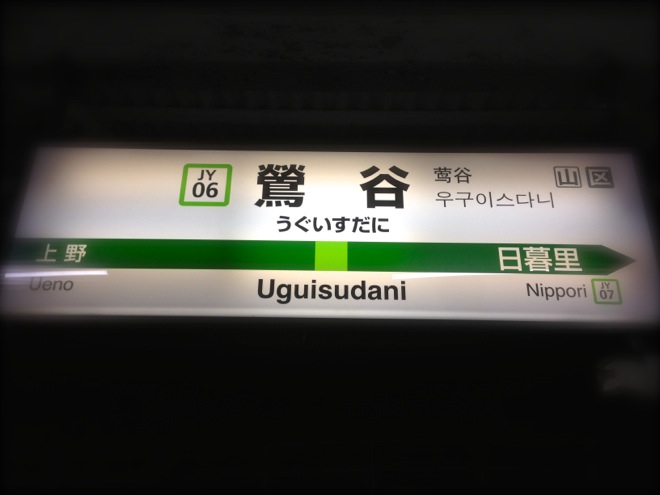 JY
06
鶯谷
莺谷
우구이스다니
山 区
うぐいすだに
上野
日暮里
Ueno
Uguisudani
Nippori
JY
07